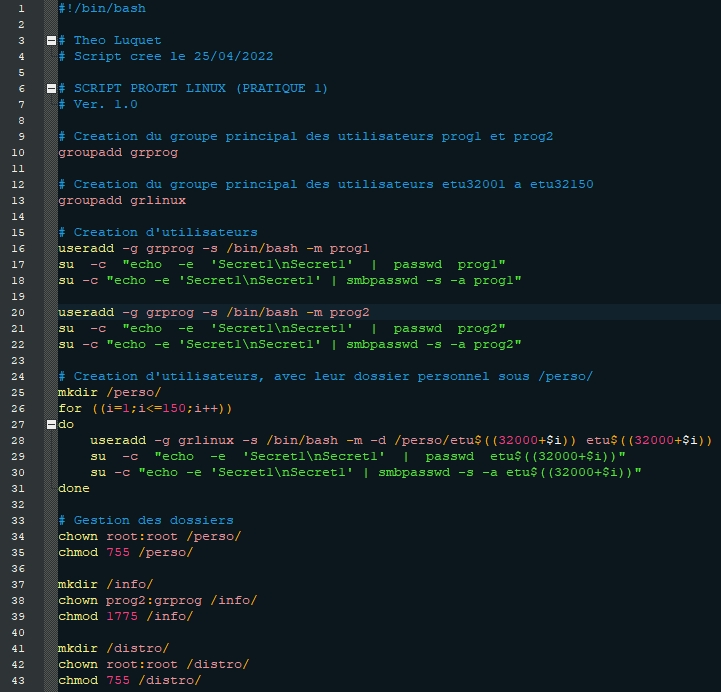 1 #!/bin/bash
2
3 # Theo Luquet
4 # Script cree le 25/04/2022
5
6 # SCRIPT PROJET LINUX (PRATIQUE 1)
7 # Ver. 1.0
8
9 # Creation du groupe principal des utilisateurs prog1 et prog2
10 groupadd grprog
11
12 # Creation du groupe principal des utilisateurs etu32001 a etu32150
13 groupadd grlinux
14
15 # Creation d'utilisateurs
16 useradd -g grprog -s /bin/bash -m prog1
17 su  -c  "echo  -e  'Secret1\nSecret1'  |  passwd  prog1"
18 su -c "echo -e 'Secret1\nSecret1' | smbpasswd -s -a prog1"
19
20 useradd -g grprog -s /bin/bash -m prog2
21 su  -c  "echo  -e  'Secret1\nSecret1'  |  passwd  prog2"
22 su -c "echo -e 'Secret1\nSecret1' | smbpasswd -s -a prog2"
23
24 # Creation d'utilisateurs, avec leur dossier personnel sous /perso/
25 mkdir /perso/
26 for ((i=1;i<=150;i++))
27 do
28     useradd -g grlinux -s /bin/bash -m -d /perso/etu$((32000+$i)) etu$((32000+$i))
29     su  -c  "echo  -e  'Secret1\nSecret1'  |  passwd  etu$((32000+$i))"
30     su -c "echo -e 'Secret1\nSecret1' | smbpasswd -s -a etu$((32000+$i))"
31 done
32
33 # Gestion des dossiers
34 chown root:root /perso/
35 chmod 755 /perso/
36
37 mkdir /info/
38 chown prog2:grprog /info/
39 chmod 1775 /info/
40
41 mkdir /distro/
42 chown root:root /distro/
43 chmod 755 /distro/